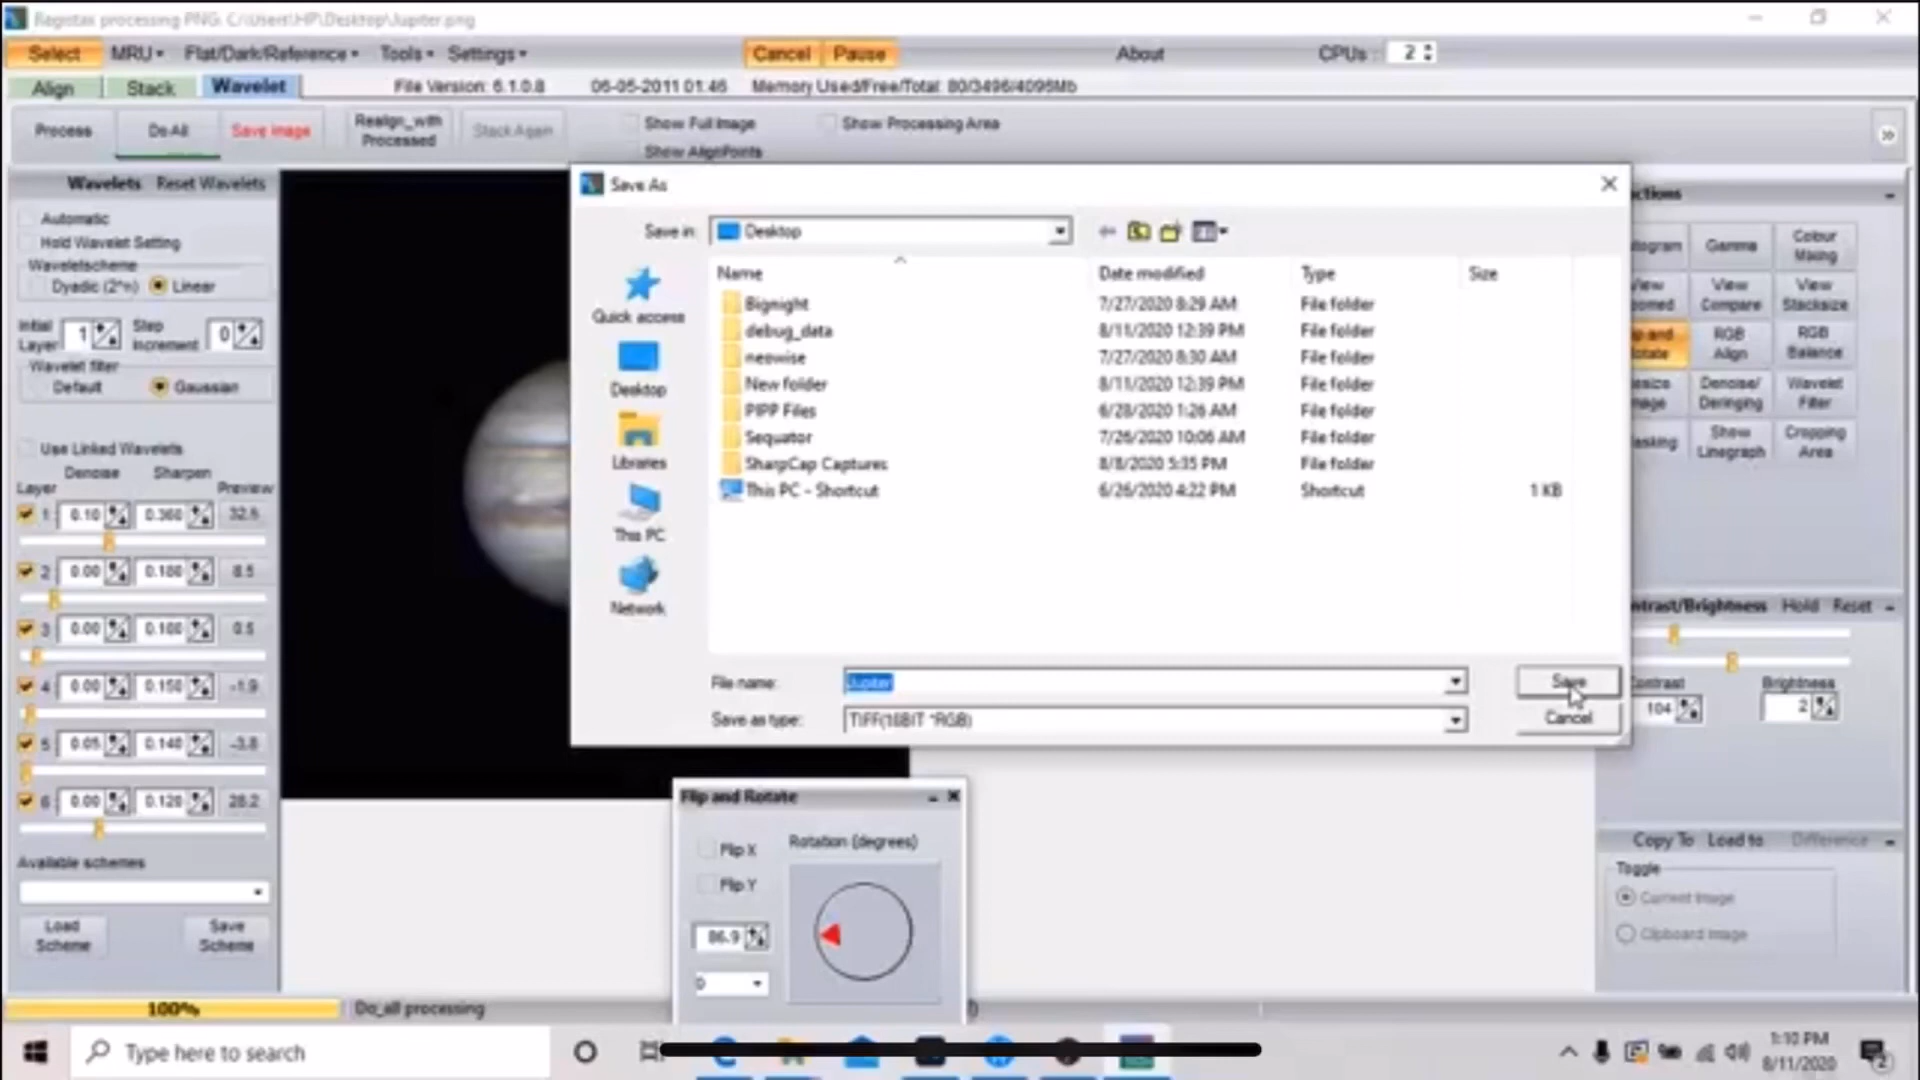 Registax processing PNG: C:\Users\HP\Desktop\Jupiter.png
Select MRU Flat/Dark/Reference Tools Settings Cancel Pause About CPUs : 2
Align Stack Wavelet File Version: 6.1.0.8 06-05-2011 01:46 Memory Used/Free/Total: 80/3496/4096Mb
Process Do All Save image Realign_with Processed Stack Again Show Full Image Show Processing Area
Show AlignPoints
Wavelets Reset Wavelets
Automatic
Hold Wavelet Setting
Waveletscheme
Dyadic (2^n) Linear
Initial Layer 1 Step Increment 0
Wavelet filter
Default Gaussian
Use Linked Wavelets
Denoise Sharpen
Layer Preview
1 0.10 0.360 32.5
2 0.00 0.180 8.5
3 0.00 0.100 0.5
4 0.00 0.150 -1.9
5 0.05 0.140 -3.8
6 0.00 0.120 28.2
Available schemes
Load Scheme Save Scheme
100% Do_all processing
Save As
Save in: Desktop
Quick access
Desktop
Libraries
This PC
Network
Name Date modified Type Size
Bignight 7/27/2020 8:29 AM File folder
debug_data 8/11/2020 12:39 PM File folder
neowise 7/27/2020 8:30 AM File folder
New folder 8/11/2020 12:39 PM File folder
PIPP Files 6/28/2020 1:26 AM File folder
Sequator 7/26/2020 10:06 AM File folder
SharpCap Captures 8/8/2020 5:35 PM File folder
This PC - Shortcut 6/26/2020 4:22 PM Shortcut 1 KB
File name: Jupiter Save
Save as type: TIFF(16BIT *RGB) Cancel
Flip and Rotate
Flip X Rotation (degrees)
Flip Y
86.9
0
ctions
togram Gamma Colour Mixing
View oomed View Compare View Stacksize
ip and otate RGB Align RGB Balance
esize mage Denoise/ Deringing Wavelet Filter
asking Show Linegraph Cropping Area
ntrast/Brightness Hold Reset
Contrast Brightness
104 2
Copy To Load to Difference
Toggle
Current Image
Clipboard Image
Type here to search
1:10 PM
8/11/2020
2